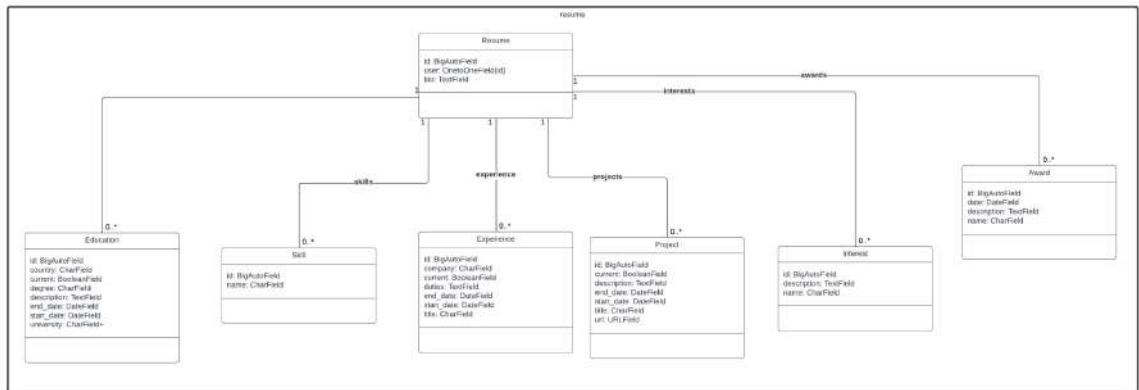 resume
Resume
id: BigAutoField
user: OnetoOneField(id)
bio: TextField
1
1
1
1
1
1
awards
interests
skills
experience
projects
0..*
0..*
0..*
0..*
0..*
0..*
Education
id: BigAutoField
country: CharField
current: BooleanField
degree: CharField
description: TextField
end_date: DateField
start_date: DateField
university: CharField+
Skill
id: BigAutoField
name: CharField
Experience
id: BigAutoField
company: CharField
current: BooleanField
duties: TextField
end_date: DateField
start_date: DateField
title: CharField
Project
id: BigAutoField
current: BooleanField
description: TextField
end_date: DateField
start_date: DateField
title: CharField
url: URLField
Interest
id: BigAutoField
description: TextField
name: CharField
Award
id: BigAutoField
date: DateField
description: TextField
name: CharField